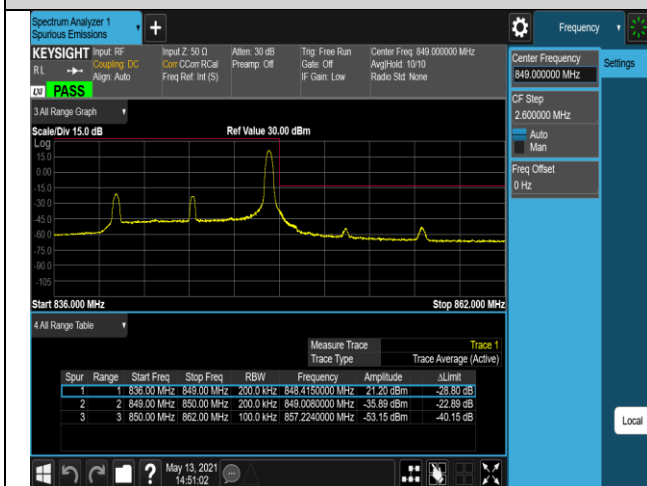 Spectrum Analyzer 1
Spurious Emissions
+
Frequency
KEYSIGHT Input: RF Input Z: 50 Ω Atten: 30 dB Trig: Free Run Center Freq: 849.000000 MHz
RL Coupling: DC Corr CCorr RCal Preamp: Off Gate: Off Avg|Hold: 10/10
Align: Auto Freq Ref: Int (S) IF Gain: Low Radio Std: None
LXI PASS
Center Frequency
849.000000 MHz
Settings
CF Step
2.600000 MHz
Auto
Man
Freq Offset
0 Hz
3 All Range Graph
Scale/Div 15.0 dB Ref Value 30.00 dBm
Log
15.0
0.00
-15.0
-30.0
-45.0
-60.0
-75.0
-90.0
-105
Start 836.000 MHz Stop 862.000 MHz
4 All Range Table
Measure Trace Trace 1
Trace Type Trace Average (Active)
Spur Range Start Freq Stop Freq RBW Frequency Amplitude ΔLimit
1 1 836.00 MHz 849.00 MHz 200.0 kHz 848.4150000 MHz 21.20 dBm -28.80 dB
2 2 849.00 MHz 850.00 MHz 200.0 kHz 849.0080000 MHz -35.89 dBm -22.89 dB
3 3 850.00 MHz 862.00 MHz 100.0 kHz 857.2240000 MHz -53.15 dBm -40.15 dB
Local
? May 13, 2021
14:51:02